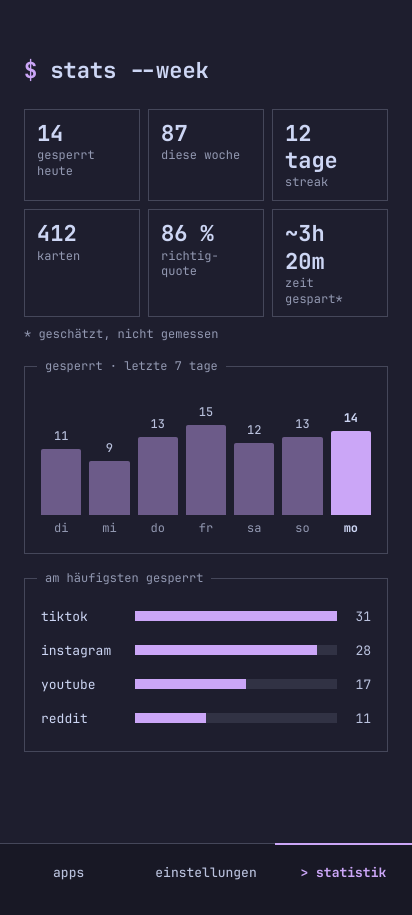 $ stats --week
14
gesperrt
heute
87
diese woche
12
tage
streak
412
karten
86 %
richtig-
quote
~3h
20m
zeit
gespart*
* geschätzt, nicht gemessen
gesperrt · letzte 7 tage
11 9 13 15 12 13 14
di mi do fr sa so mo
am häufigsten gesperrt
tiktok 31
instagram 28
youtube 17
reddit 11
apps einstellungen > statistik